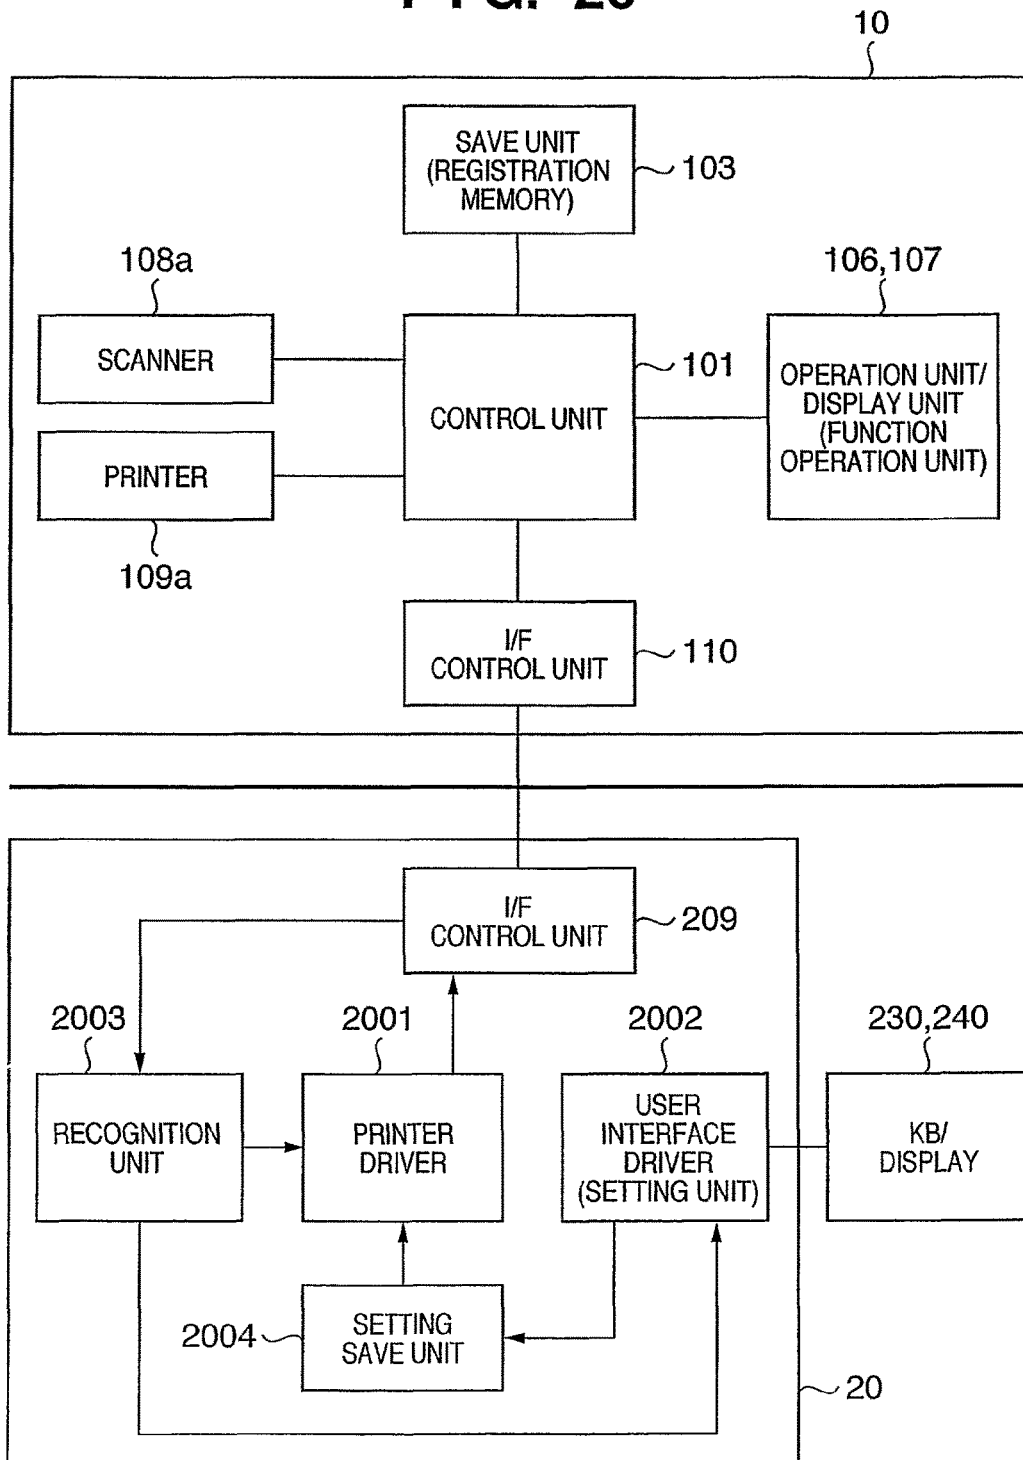 FIG.
10
SAVE UNIT
(REGISTRATION
MEMORY)
103
108a
106,107
SCANNER
CONTROL UNIT
101
OPERATION UNIT/
DISPLAY UNIT
(FUNCTION
OPERATION UNIT)
PRINTER
109a
I/F
CONTROL UNIT
110
I/F
CONTROL UNIT
209
2003
2001
2002
230,240
RECOGNITION
UNIT
PRINTER
DRIVER
USER
INTERFACE
DRIVER
(SETTING UNIT)
KB/
DISPLAY
2004
SETTING
SAVE UNIT
20